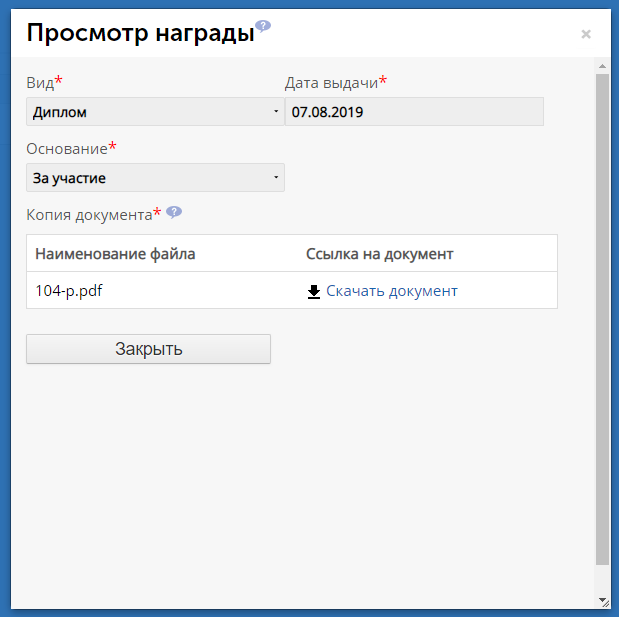 Просмотр награды ?
×
Вид* Дата выдачи*
Диплом 07.08.2019
Основание*
За участие
Копия документа* ?
Наименование файла Ссылка на документ
104-р.pdf Скачать документ
Закрыть